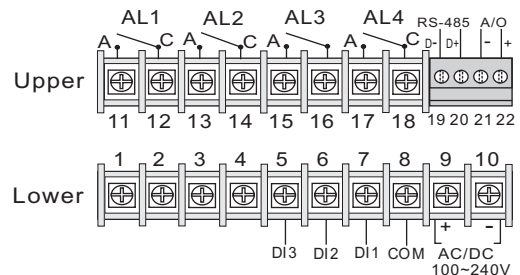 AL1 AL2 AL3 AL4 RS-485 A/O
A C A C A C A C D- D+ - +
Upper
11 12 13 14 15 16 17 18 19 20 21 22
1 2 3 4 5 6 7 8 9 10
Lower
+ -
DI3 DI2 DI1 COM AC/DC
100~240V